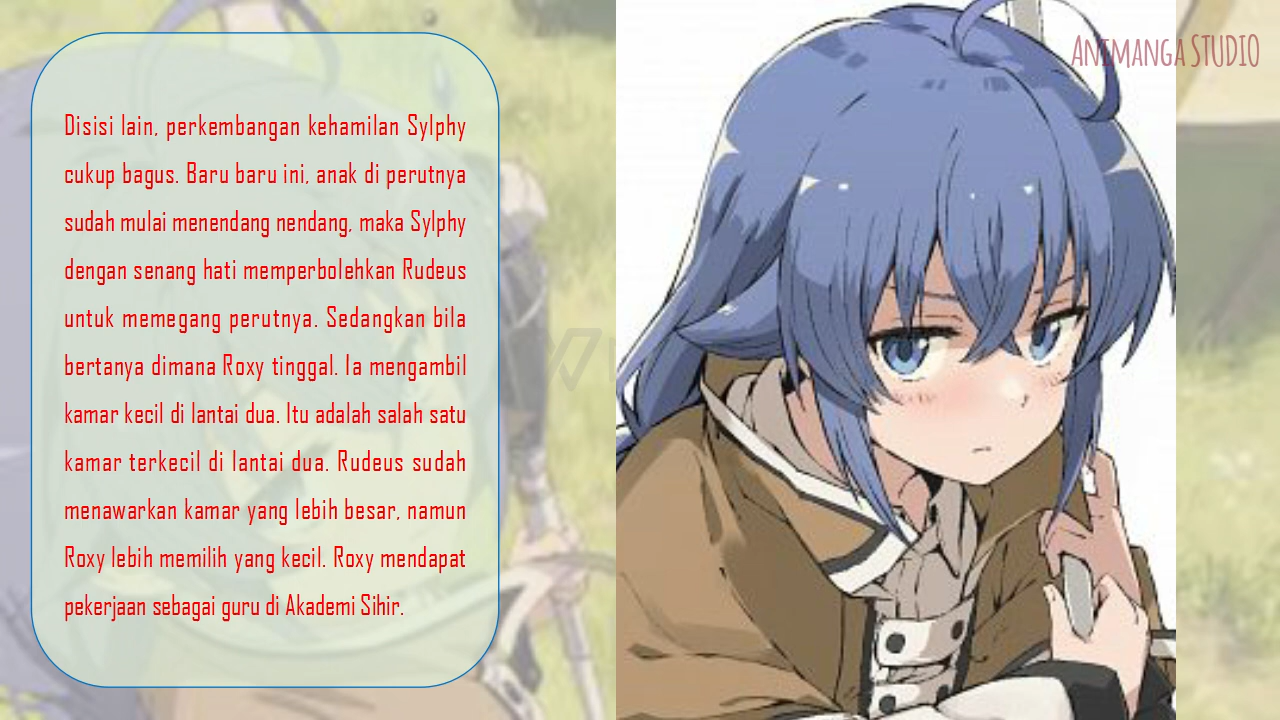 Animanga STUDIO
Disisi lain, perkembangan kehamilan Sylphy
cukup bagus. Baru baru ini, anak di perutnya
sudah mulai menendang nendang, maka Sylphy
dengan senang hati memperbolehkan Rudeus
untuk memegang perutnya. Sedangkan bila
bertanya dimana Roxy tinggal. Ia mengambil
kamar kecil di lantai dua. Itu adalah salah satu
kamar terkecil di lantai dua. Rudeus sudah
menawarkan kamar yang lebih besar, namun
Roxy lebih memilih yang kecil. Roxy mendapat
pekerjaan sebagai guru di Akademi Sihir.